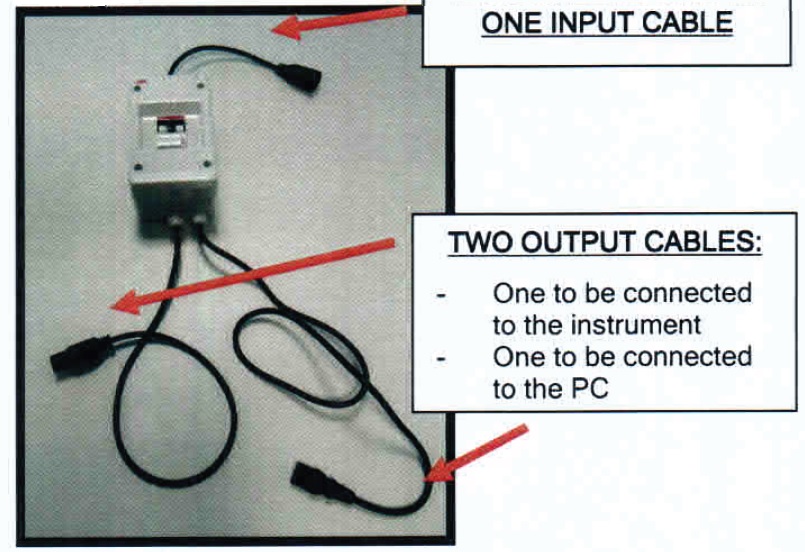 ONE INPUT CABLE
TWO OUTPUT CABLES:
- One to be connected
to the instrument
- One to be connected
to the PC